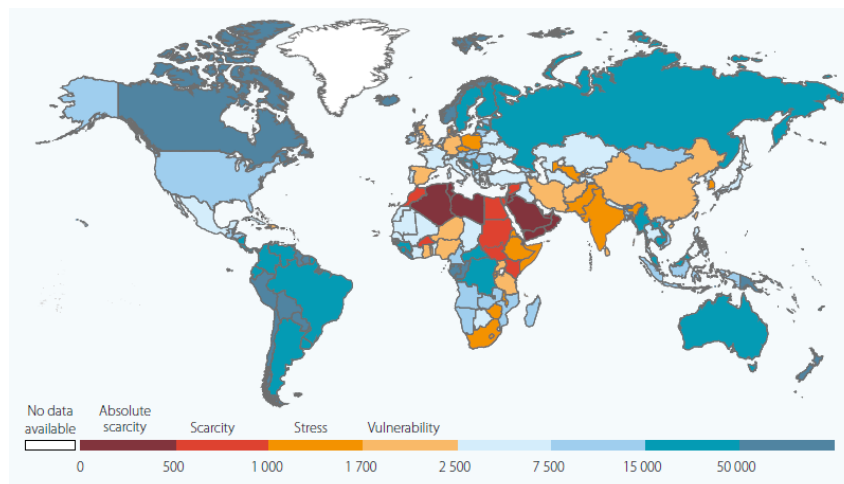 No data available
Absolute scarcity
Scarcity
Stress
Vulnerability
0
500
1 000
1 700
2 500
7 500
15 000
50 000